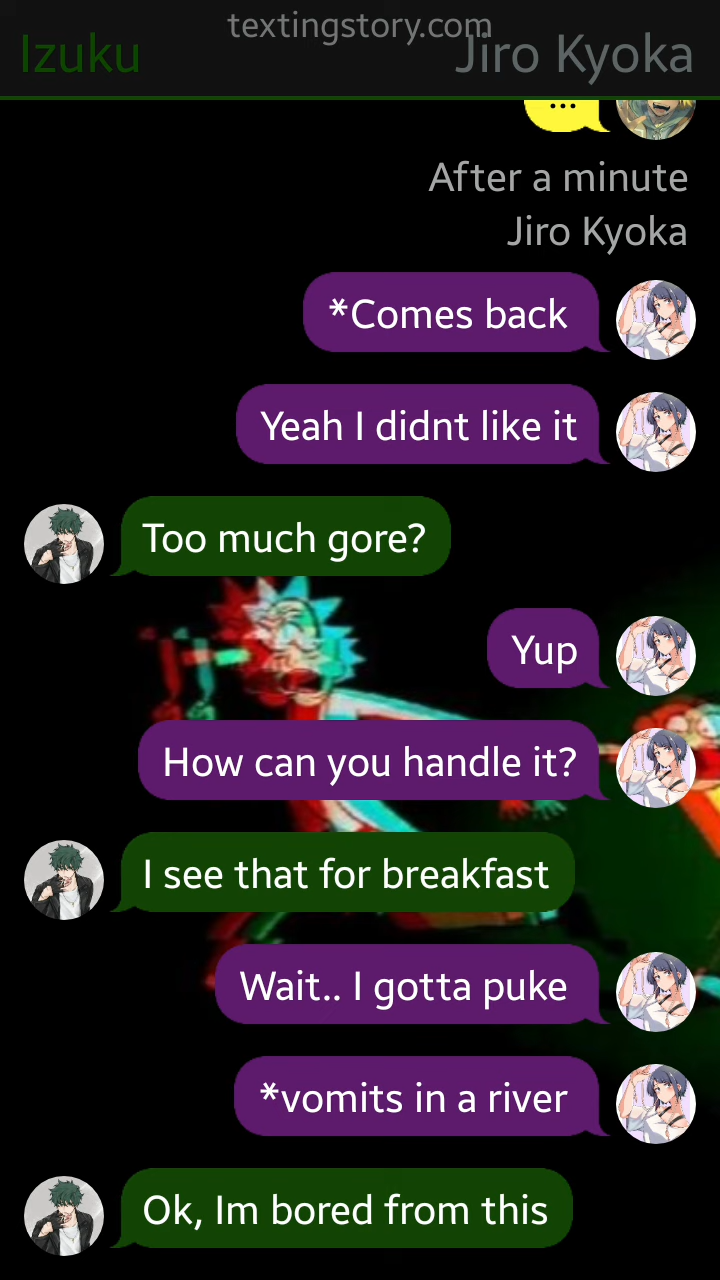 textingstory.com
Izuku
Jiro Kyoka
...
After a minute
Jiro Kyoka
*Comes back
Yeah I didnt like it
Too much gore?
Yup
How can you handle it?
I see that for breakfast
Wait.. I gotta puke
*vomits in a river
Ok, Im bored from this